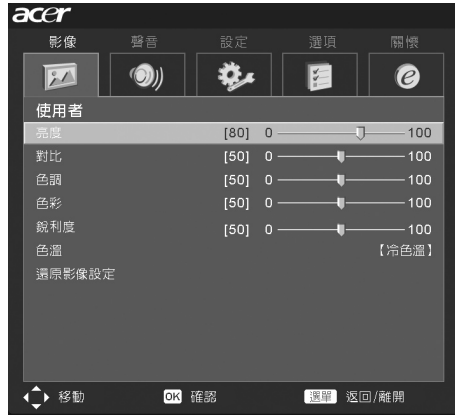 acer
影像 聲音 設定 選項 關懷
使用者
亮度 [80] 0 100
對比 [50] 0 100
色調 [50] 0 100
色彩 [50] 0 100
銳利度 [50] 0 100
色溫 【冷色溫】
還原影像設定
移動 OK 確認 選單 返回/離開